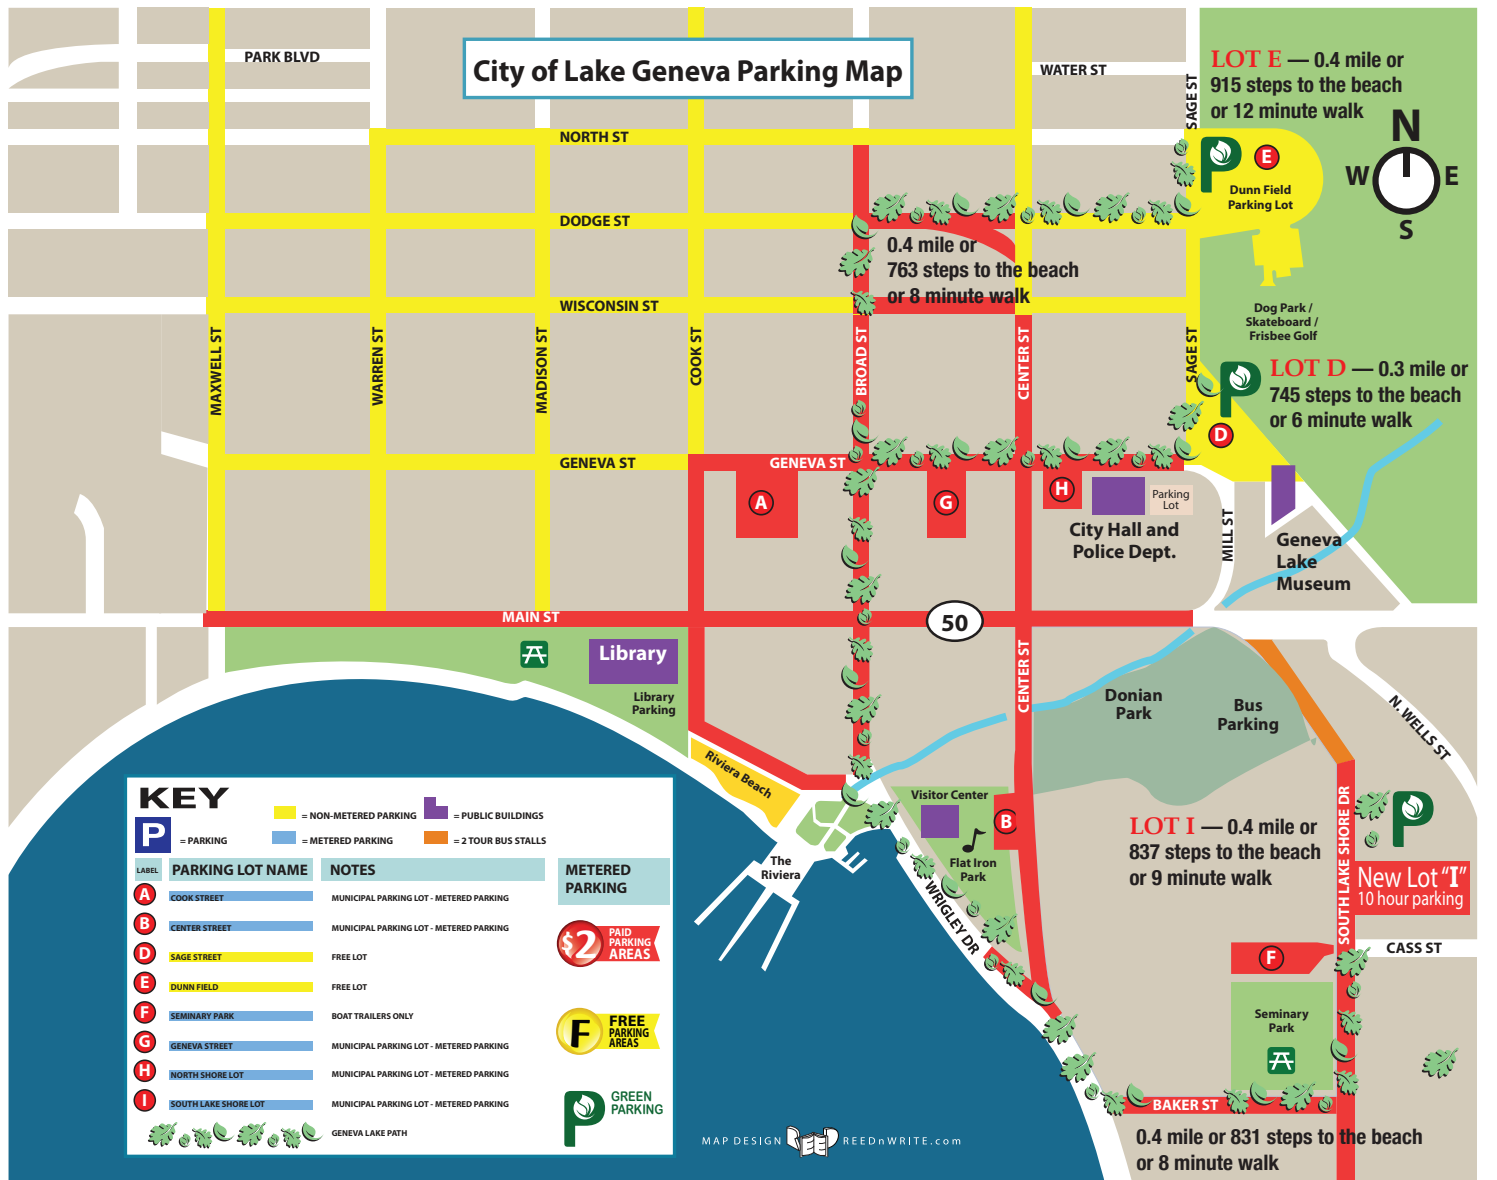 City of Lake Geneva Parking Map
PARK BLVD
WATER ST
SAGE ST
LOT E — 0.4 mile or
915 steps to the beach
or 12 minute walk
N
W
E
S
NORTH ST
P
E
Dunn Field
Parking Lot
DODGE ST
0.4 mile or
763 steps to the beach
or 8 minute walk
WISCONSIN ST
Dog Park /
Skateboard /
Frisbee Golf
MAXWELL ST
WARREN ST
MADISON ST
COOK ST
BROAD ST
CENTER ST
SAGE ST
P
LOT D — 0.3 mile or
745 steps to the beach
or 6 minute walk
D
GENEVA ST
GENEVA ST
A
G
H
Parking
Lot
City Hall and
Police Dept.
MILL ST
Geneva
Lake
Museum
MAIN ST
50
Library
Library
Parking
CENTER ST
Donian
Park
Bus
Parking
N. WELLS ST
Riviera Beach
The
Riviera
Visitor Center
B
Flat Iron
Park
WRIGLEY DR
LOT I — 0.4 mile or
837 steps to the beach
or 9 minute walk
SOUTH LAKE SHORE DR
P
New Lot "I"
10 hour parking
CASS ST
F
Seminary
Park
BAKER ST
0.4 mile or 831 steps to the beach
or 8 minute walk
KEY
P = PARKING
= NON-METERED PARKING
= METERED PARKING
= PUBLIC BUILDINGS
= 2 TOUR BUS STALLS
LABEL PARKING LOT NAME NOTES
A COOK STREET MUNICIPAL PARKING LOT - METERED PARKING
B CENTER STREET MUNICIPAL PARKING LOT - METERED PARKING
D SAGE STREET FREE LOT
E DUNN FIELD FREE LOT
F SEMINARY PARK BOAT TRAILERS ONLY
G GENEVA STREET MUNICIPAL PARKING LOT - METERED PARKING
H NORTH SHORE LOT MUNICIPAL PARKING LOT - METERED PARKING
I SOUTH LAKE SHORE LOT MUNICIPAL PARKING LOT - METERED PARKING
GENEVA LAKE PATH
METERED
PARKING
$2 PAID
PARKING
AREAS
F FREE
PARKING
AREAS
P GREEN
PARKING
MAP DESIGN REEP REEDnWRITE.com